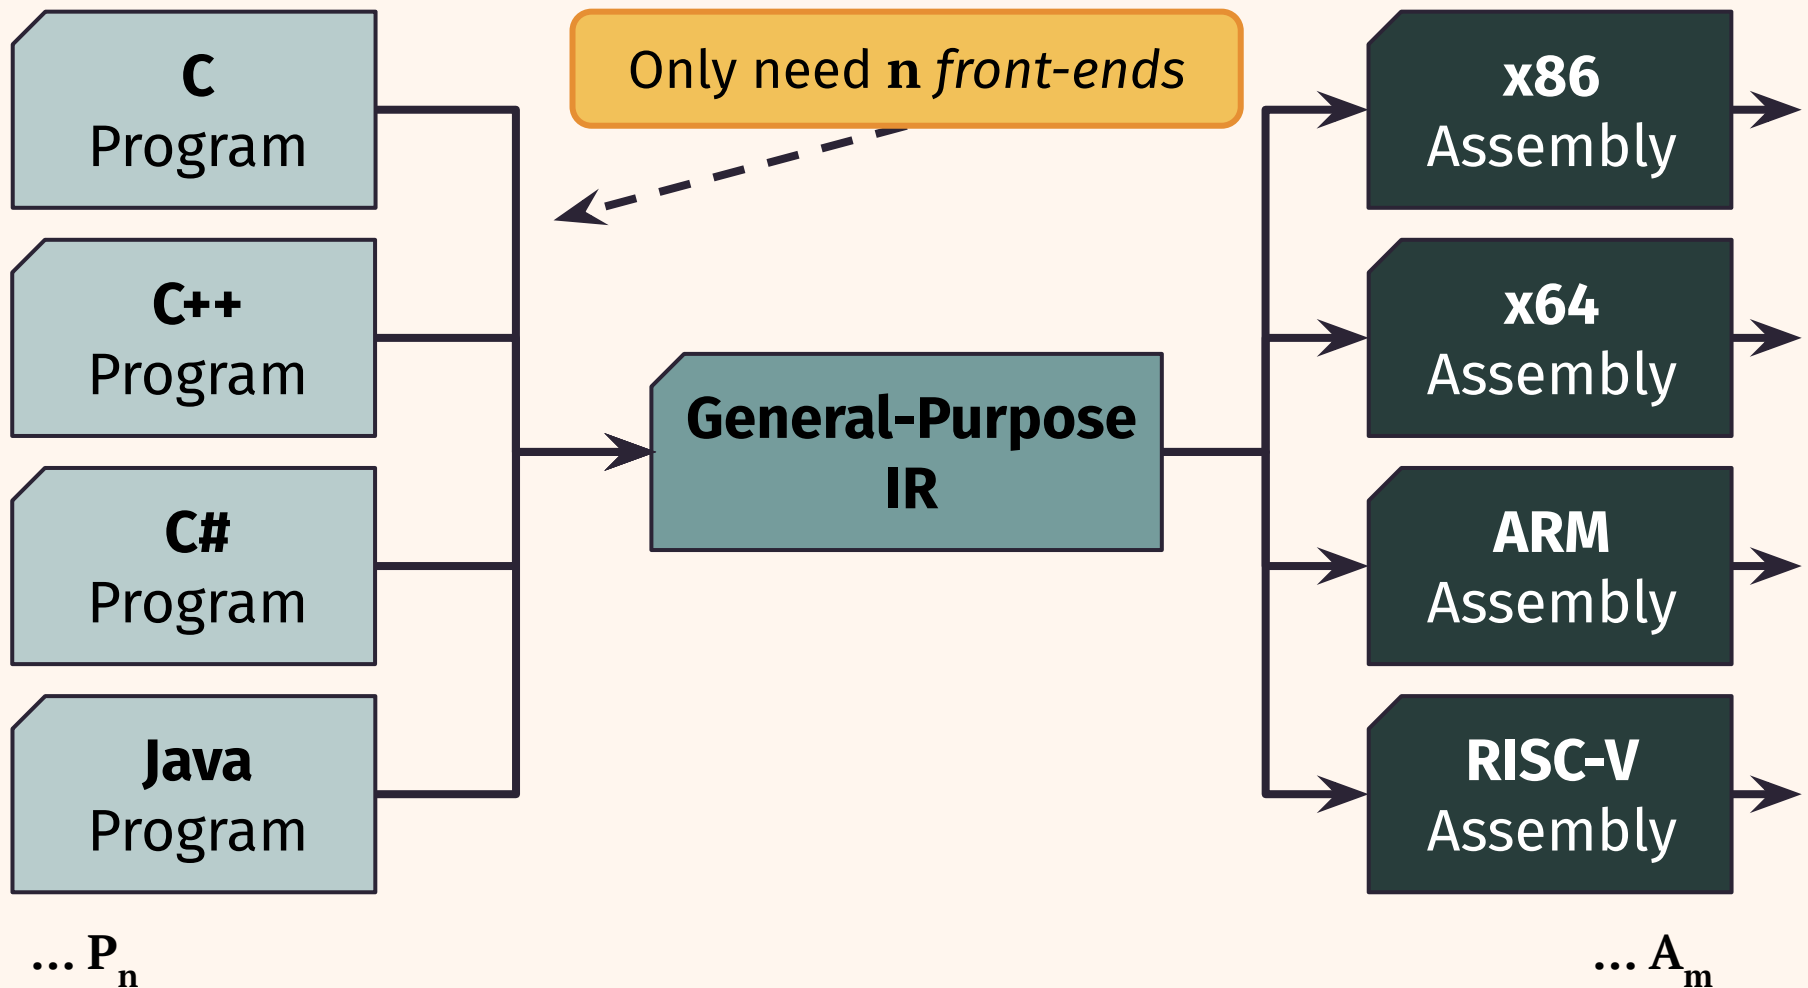 C
Program
C++
Program
C#
Program
Java
Program
... Pn
Only need n front-ends
General-Purpose
IR
x86
Assembly
x64
Assembly
ARM
Assembly
RISC-V
Assembly
... Am